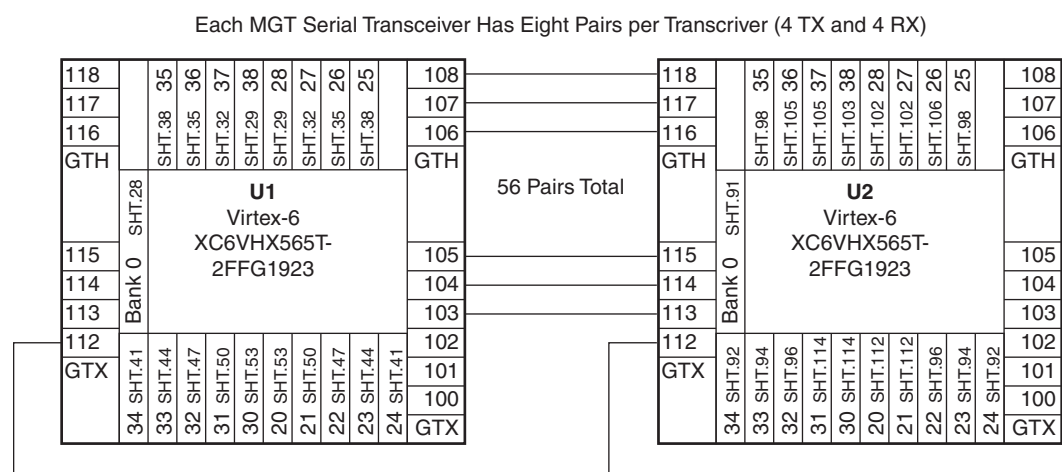 Each MGT Serial Transceiver Has Eight Pairs per Transcriver (4 TX and 4 RX)
118
117
116
GTH
115
114
113
112
GTX
Bank 0 SHT.28
SHT.38 35
SHT.35 36
SHT.32 37
SHT.29 38
SHT.29 28
SHT.32 27
SHT.35 26
SHT.38 25
U1
Virtex-6
XC6VHX565T-
2FFG1923
34 SHT.41
33 SHT.44
32 SHT.47
31 SHT.50
30 SHT.53
20 SHT.53
21 SHT.50
22 SHT.47
23 SHT.44
24 SHT.41
108
107
106
GTH
105
104
103
102
101
100
GTX
56 Pairs Total
118
117
116
GTH
115
114
113
112
GTX
Bank 0 SHT.91
SHT.98 35
SHT.105 36
SHT.105 37
SHT.103 38
SHT.102 28
SHT.102 27
SHT.106 26
SHT.98 25
U2
Virtex-6
XC6VHX565T-
2FFG1923
34 SHT.92
33 SHT.94
32 SHT.96
31 SHT.114
30 SHT.114
20 SHT.112
21 SHT.112
22 SHT.96
23 SHT.94
24 SHT.92
108
107
106
GTH
105
104
103
102
101
100
GTX